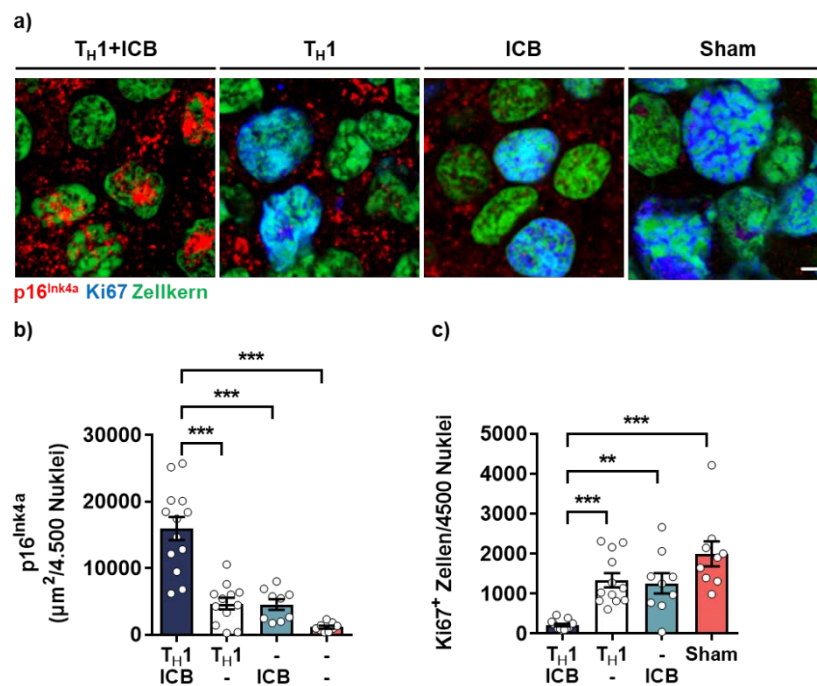 a)
TH1+ICB TH1 ICB Sham
p16Ink4a Ki67 Zellkern
b)
***
***
***
p16Ink4a
(µm²/4.500 Nuklei)
30000
20000
10000
0
TH1 TH1 - -
ICB - ICB -
c)
***
**
***
Ki67+ Zellen/4500 Nuklei
5000
4000
3000
2000
1000
0
TH1 TH1 - Sham
ICB - ICB